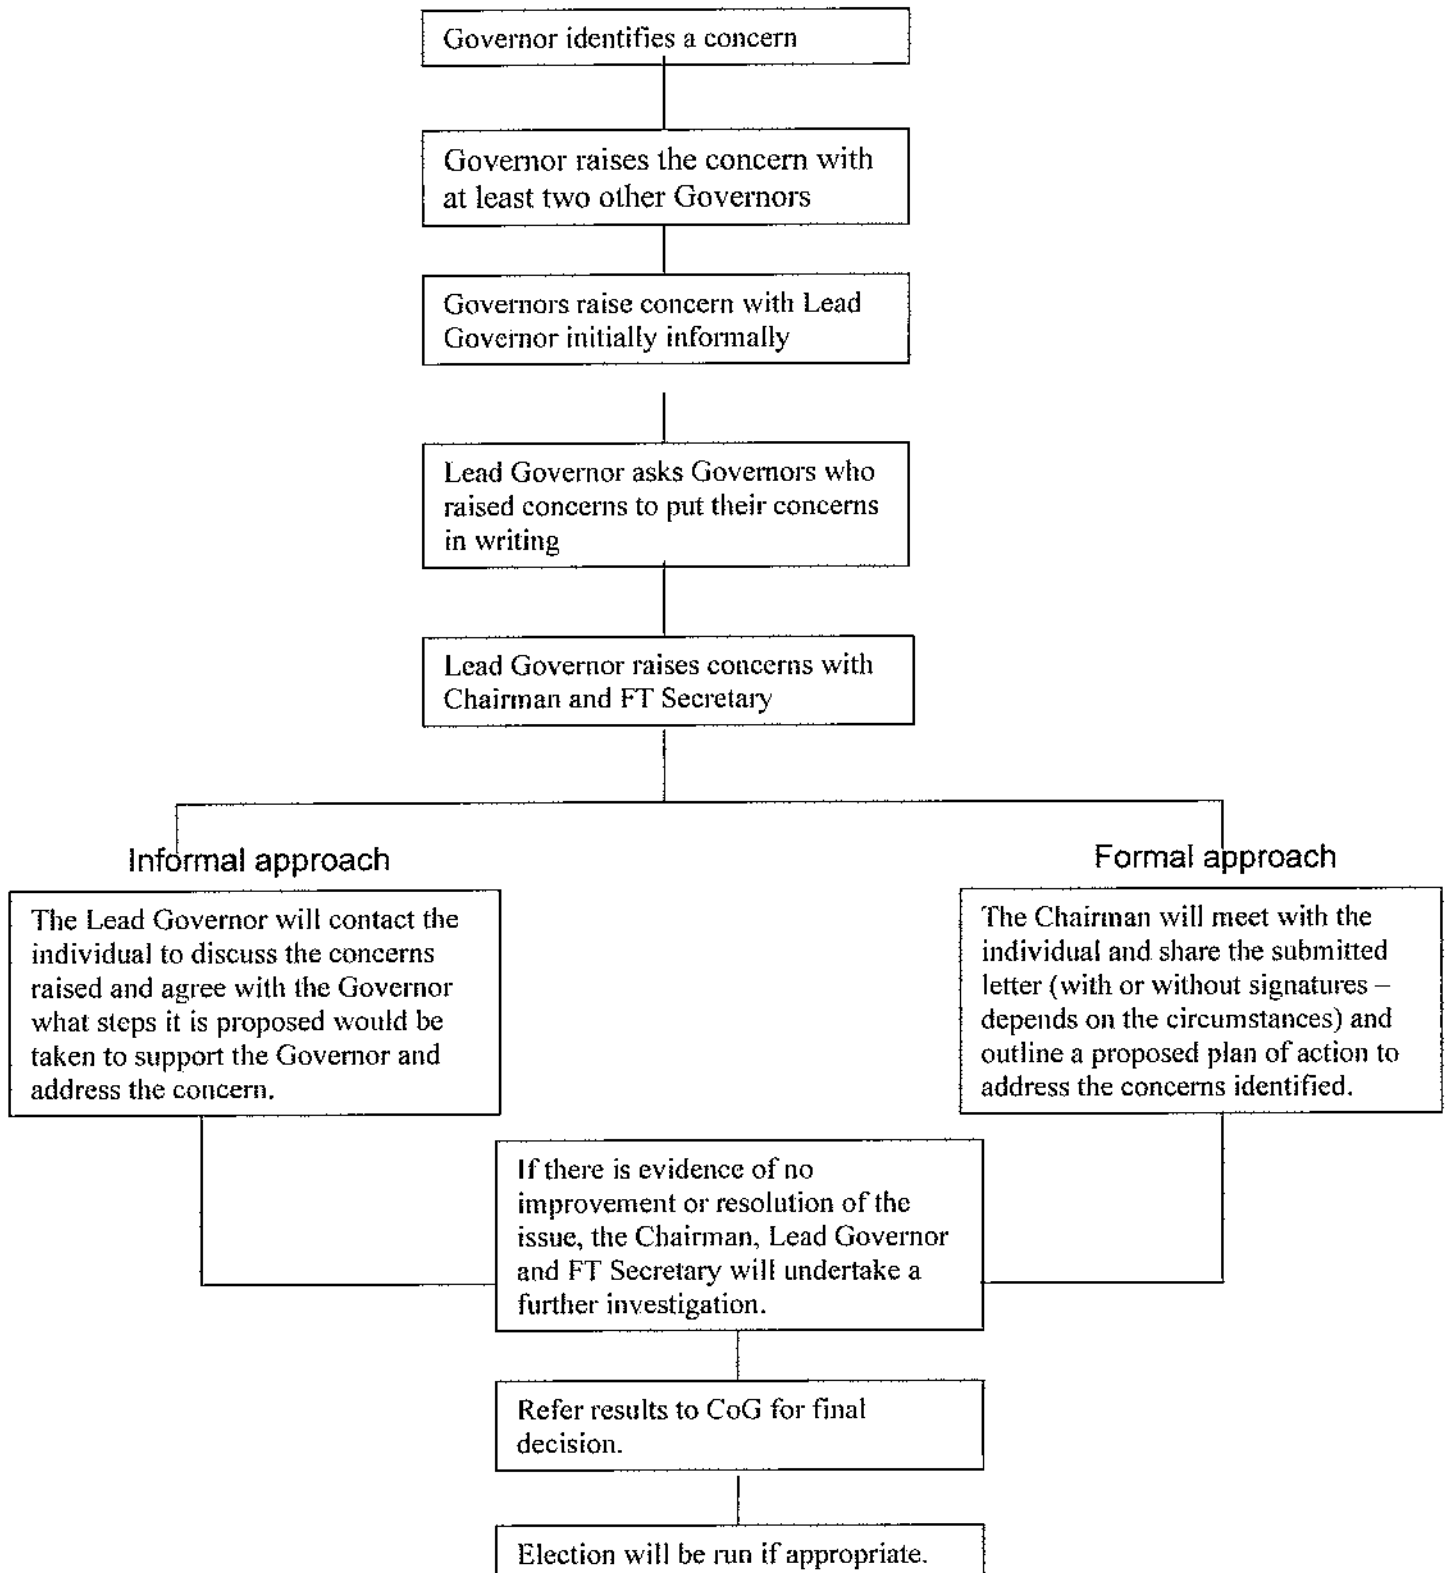 Governor identifies a concern
Governor raises the concern with
at least two other Governors
Governors raise concern with Lead
Governor initially informally
Lead Governor asks Governors who
raised concerns to put their concerns
in writing
Lead Governor raises concerns with
Chairman and FT Secretary
Informal approach
The Lead Governor will contact the
individual to discuss the concerns
raised and agree with the Governor
what steps it is proposed would be
taken to support the Governor and
address the concern.
Formal approach
The Chairman will meet with the
individual and share the submitted
letter (with or without signatures –
depends on the circumstances) and
outline a proposed plan of action to
address the concerns identified.
If there is evidence of no
improvement or resolution of the
issue, the Chairman, Lead Governor
and FT Secretary will undertake a
further investigation.
Refer results to CoG for final
decision.
Election will be run if appropriate.